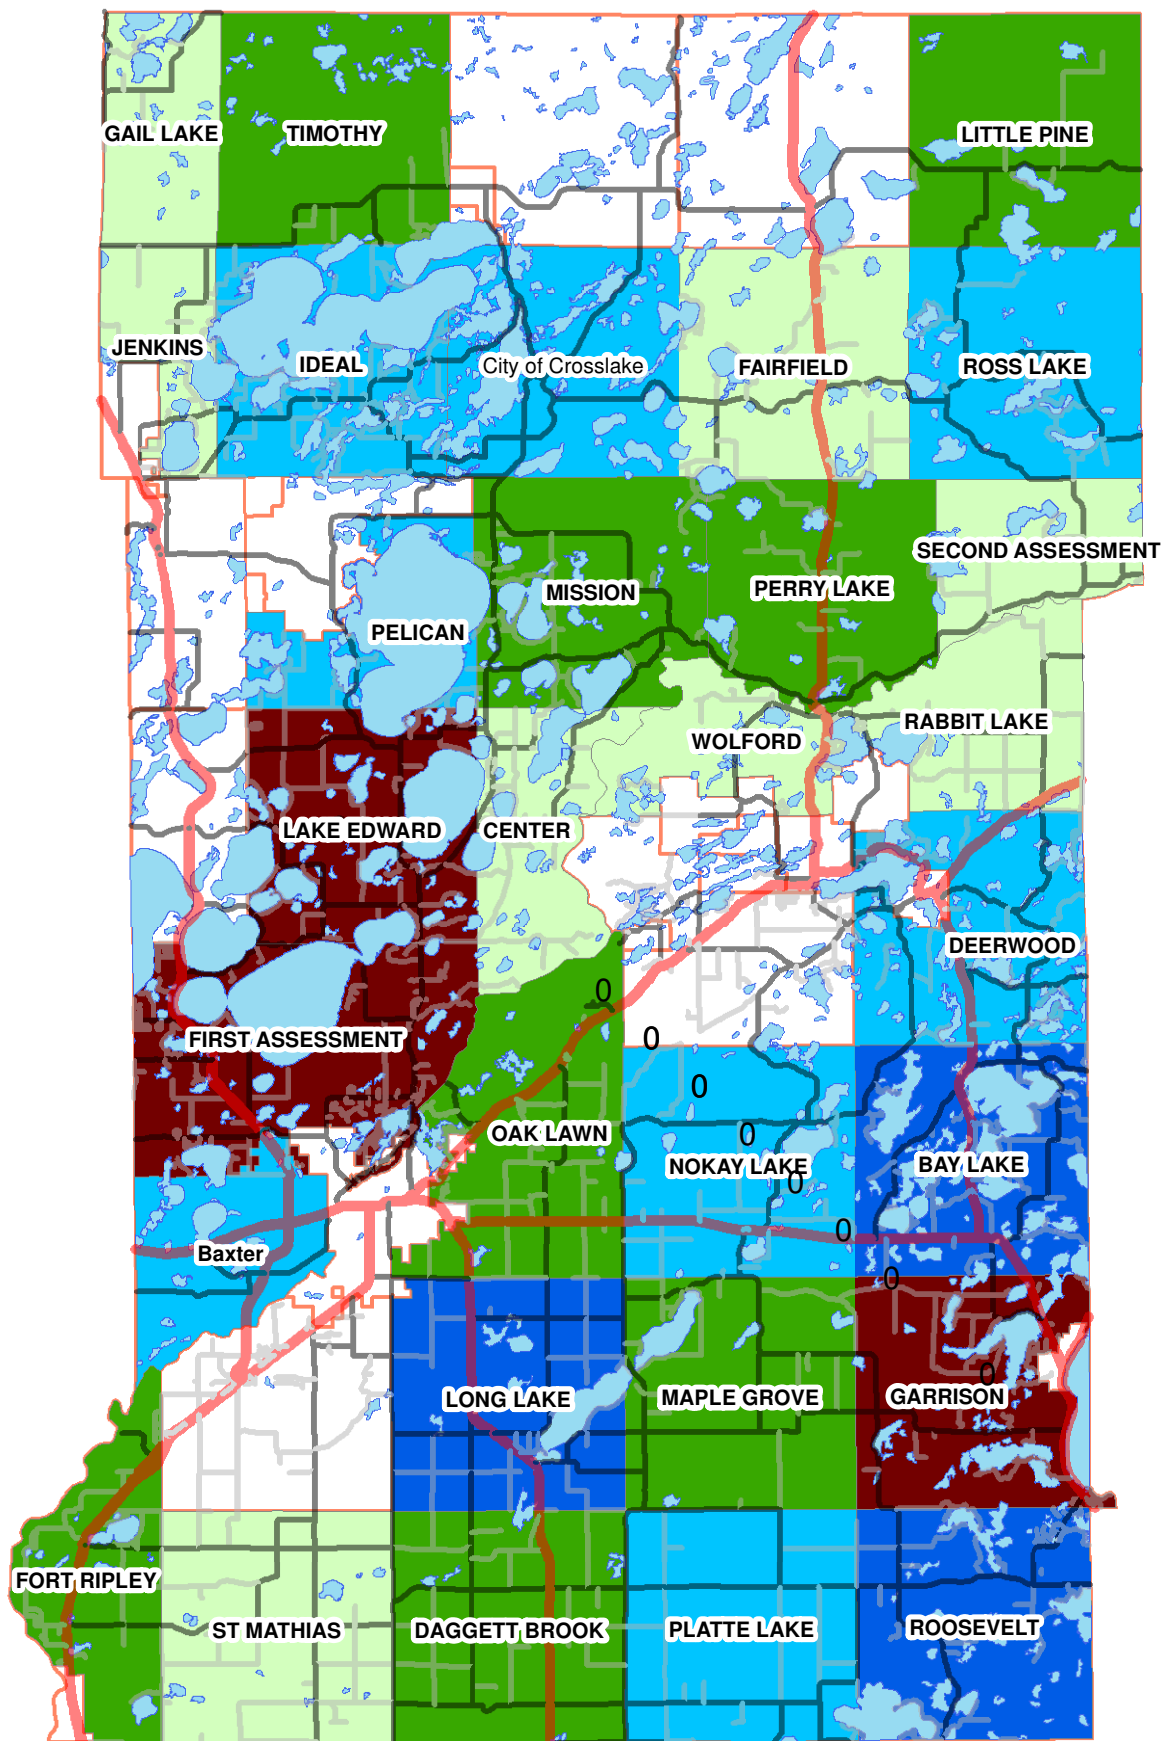 GAIL LAKE
TIMOTHY
LITTLE PINE
JENKINS
IDEAL
City of Crosslake
FAIRFIELD
ROSS LAKE
SECOND ASSESSMENT
MISSION
PERRY LAKE
PELICAN
RABBIT LAKE
WOLFORD
LAKE EDWARD
CENTER
DEERWOOD
0
FIRST ASSESSMENT
0
0
OAK LAWN
0
NOKAY LAKE
BAY LAKE
0
0
Baxter
0
0
LONG LAKE
MAPLE GROVE
GARRISON
FORT RIPLEY
ST MATHIAS
DAGGETT BROOK
PLATTE LAKE
ROOSEVELT